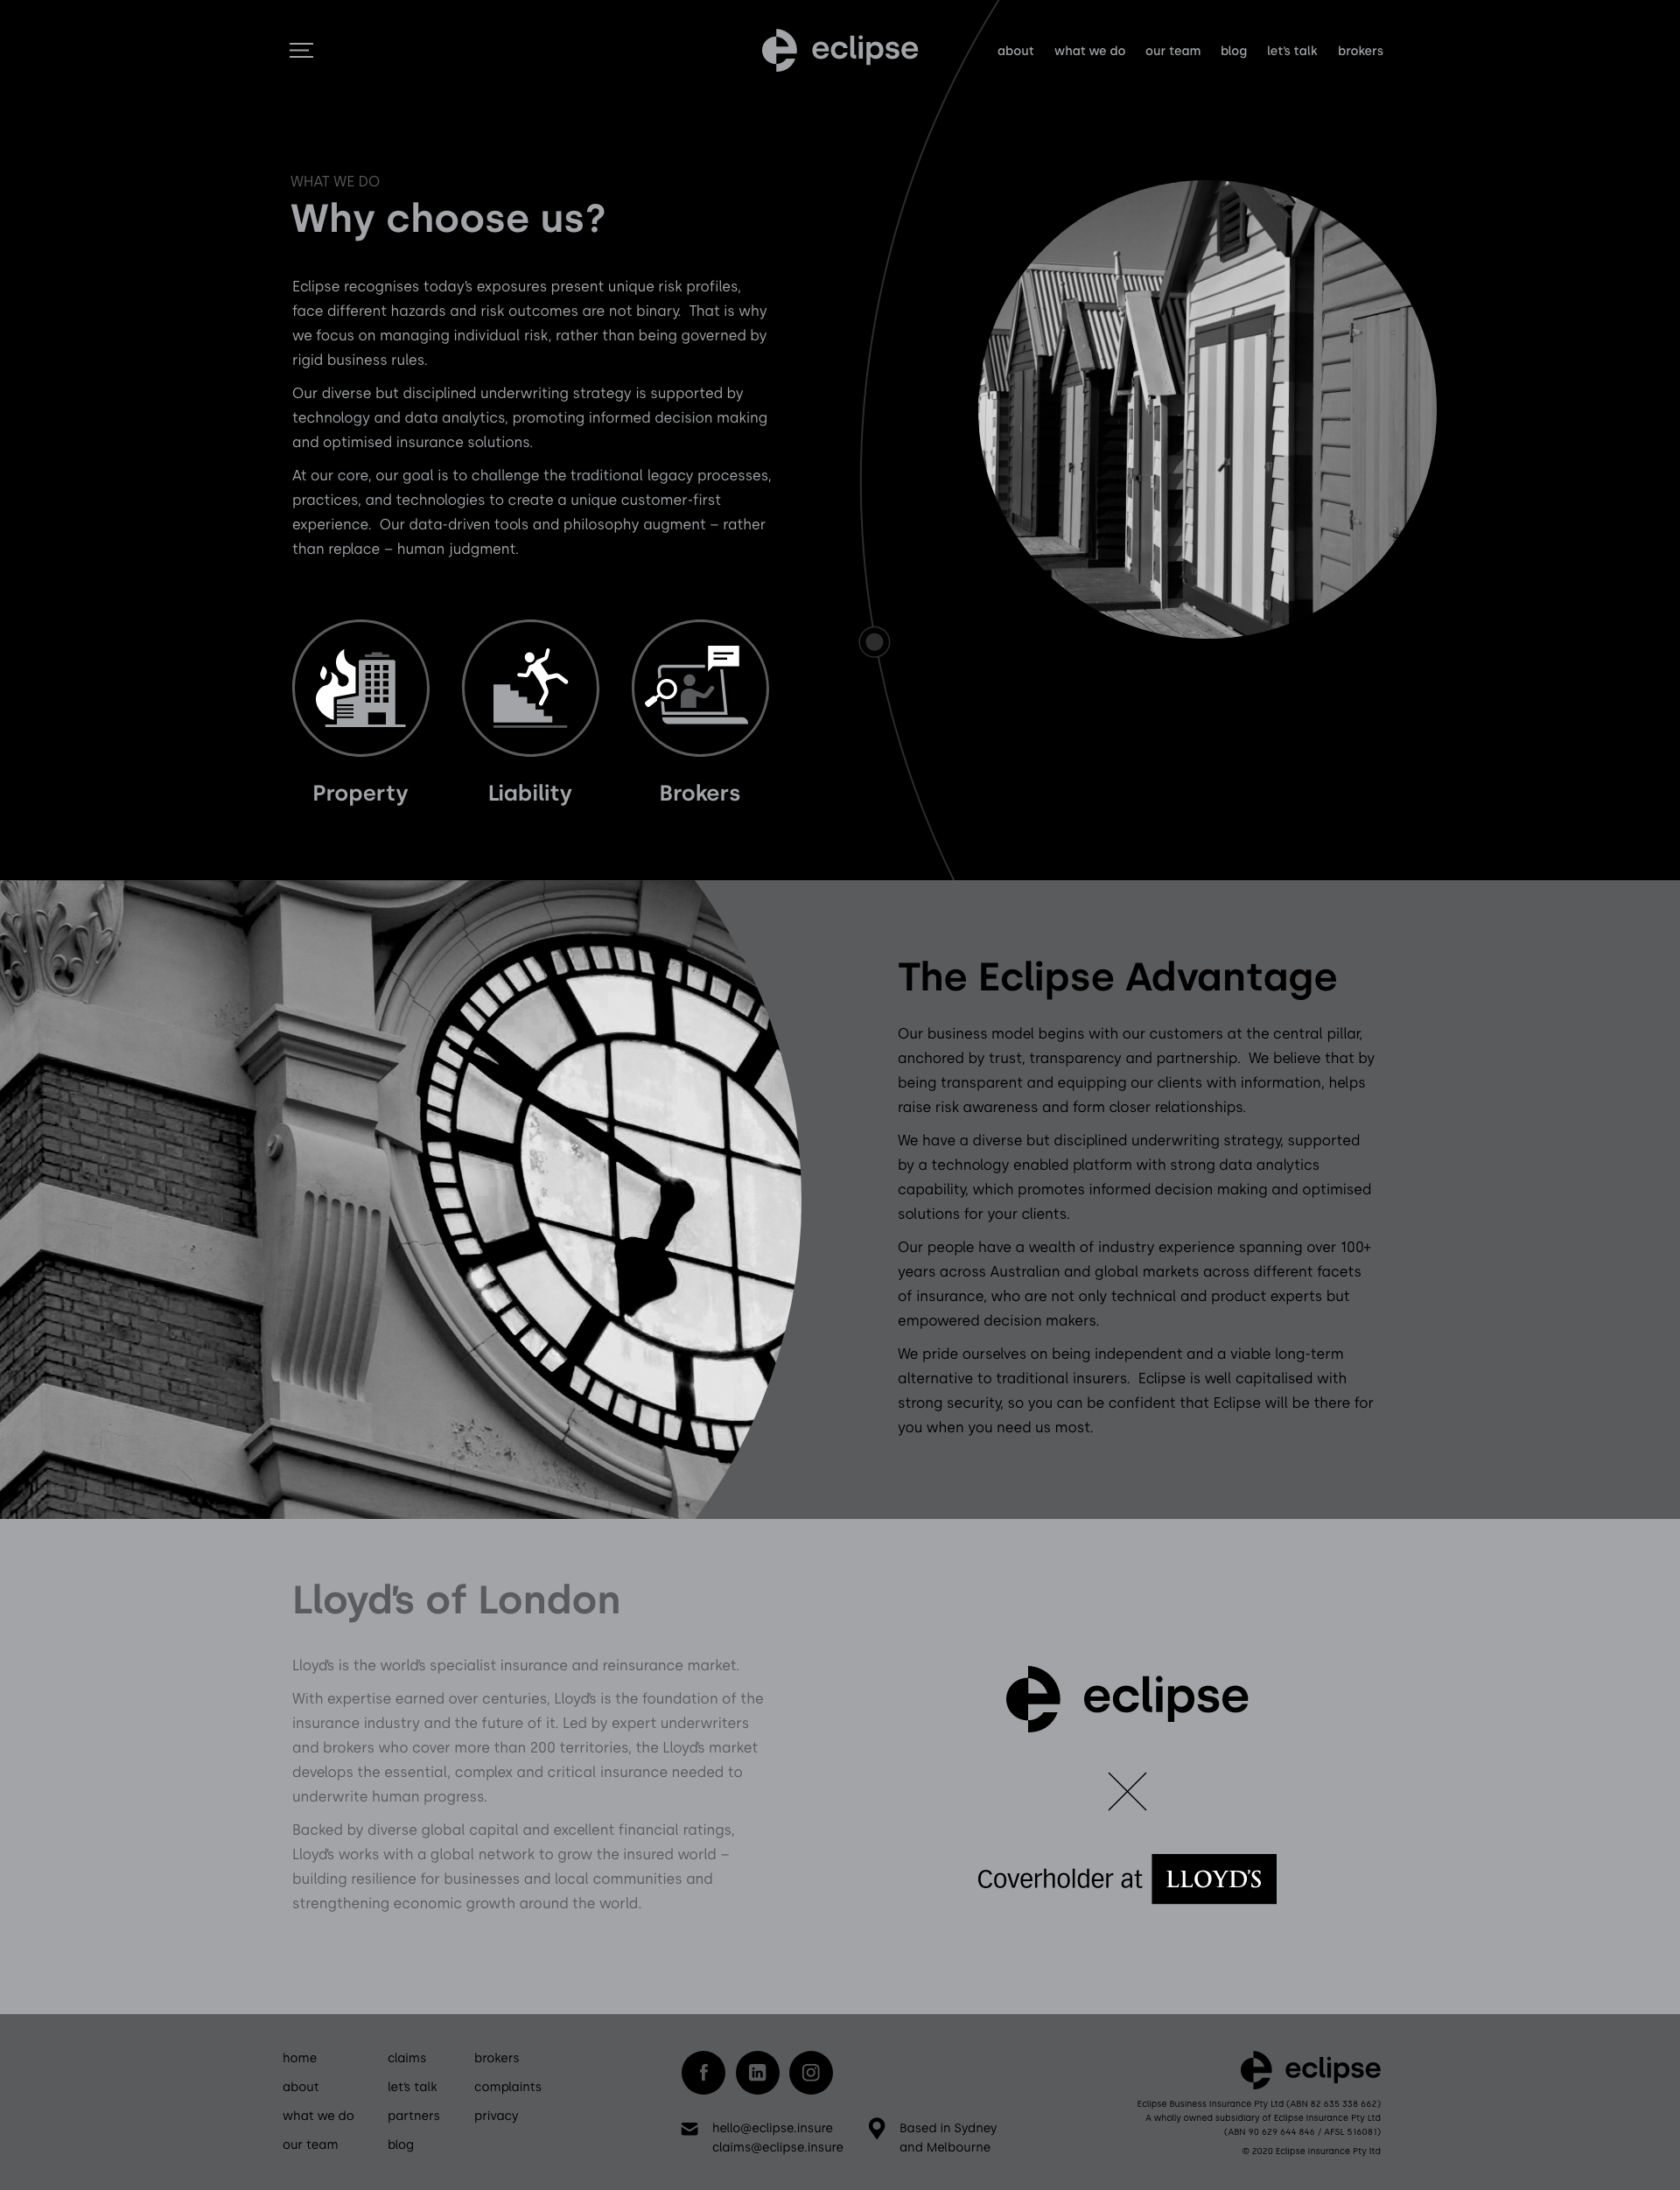 eclipse
about what we do our team blog let's talk brokers
WHAT WE DO
Why choose us?
Eclipse recognises today's exposures present unique risk profiles,
face different hazards and risk outcomes are not binary.  That is why
we focus on managing individual risk, rather than being governed by
rigid business rules.
Our diverse but disciplined underwriting strategy is supported by
technology and data analytics, promoting informed decision making
and optimised insurance solutions.
At our core, our goal is to challenge the traditional legacy processes,
practices, and technologies to create a unique customer-first
experience.  Our data-driven tools and philosophy augment – rather
than replace – human judgment.
Property Liability Brokers
The Eclipse Advantage
Our business model begins with our customers at the central pillar,
anchored by trust, transparency and partnership.  We believe that by
being transparent and equipping our clients with information, helps
raise risk awareness and form closer relationships.
We have a diverse but disciplined underwriting strategy, supported
by a technology enabled platform with strong data analytics
capability, which promotes informed decision making and optimised
solutions for your clients.
Our people have a wealth of industry experience spanning over 100+
years across Australian and global markets across different facets
of insurance, who are not only technical and product experts but
empowered decision makers.
We pride ourselves on being independent and a viable long-term
alternative to traditional insurers.  Eclipse is well capitalised with
strong security, so you can be confident that Eclipse will be there for
you when you need us most.
Lloyd's of London
Lloyd's is the world's specialist insurance and reinsurance market.
With expertise earned over centuries, Lloyd's is the foundation of the
insurance industry and the future of it. Led by expert underwriters
and brokers who cover more than 200 territories, the Lloyd's market
develops the essential, complex and critical insurance needed to
underwrite human progress.
Backed by diverse global capital and excellent financial ratings,
Lloyd's works with a global network to grow the insured world –
building resilience for businesses and local communities and
strengthening economic growth around the world.
eclipse
Coverholder at LLOYD'S
home
about
what we do
our team
claims
let's talk
partners
blog
brokers
complaints
privacy
hello@eclipse.insure
claims@eclipse.insure
Based in Sydney
and Melbourne
eclipse
Eclipse Business Insurance Pty Ltd (ABN 82 635 338 662)
A wholly owned subsidiary of Eclipse Insurance Pty Ltd
(ABN 90 629 644 846 / AFSL 516081)
© 2020 Eclipse Insurance Pty ltd